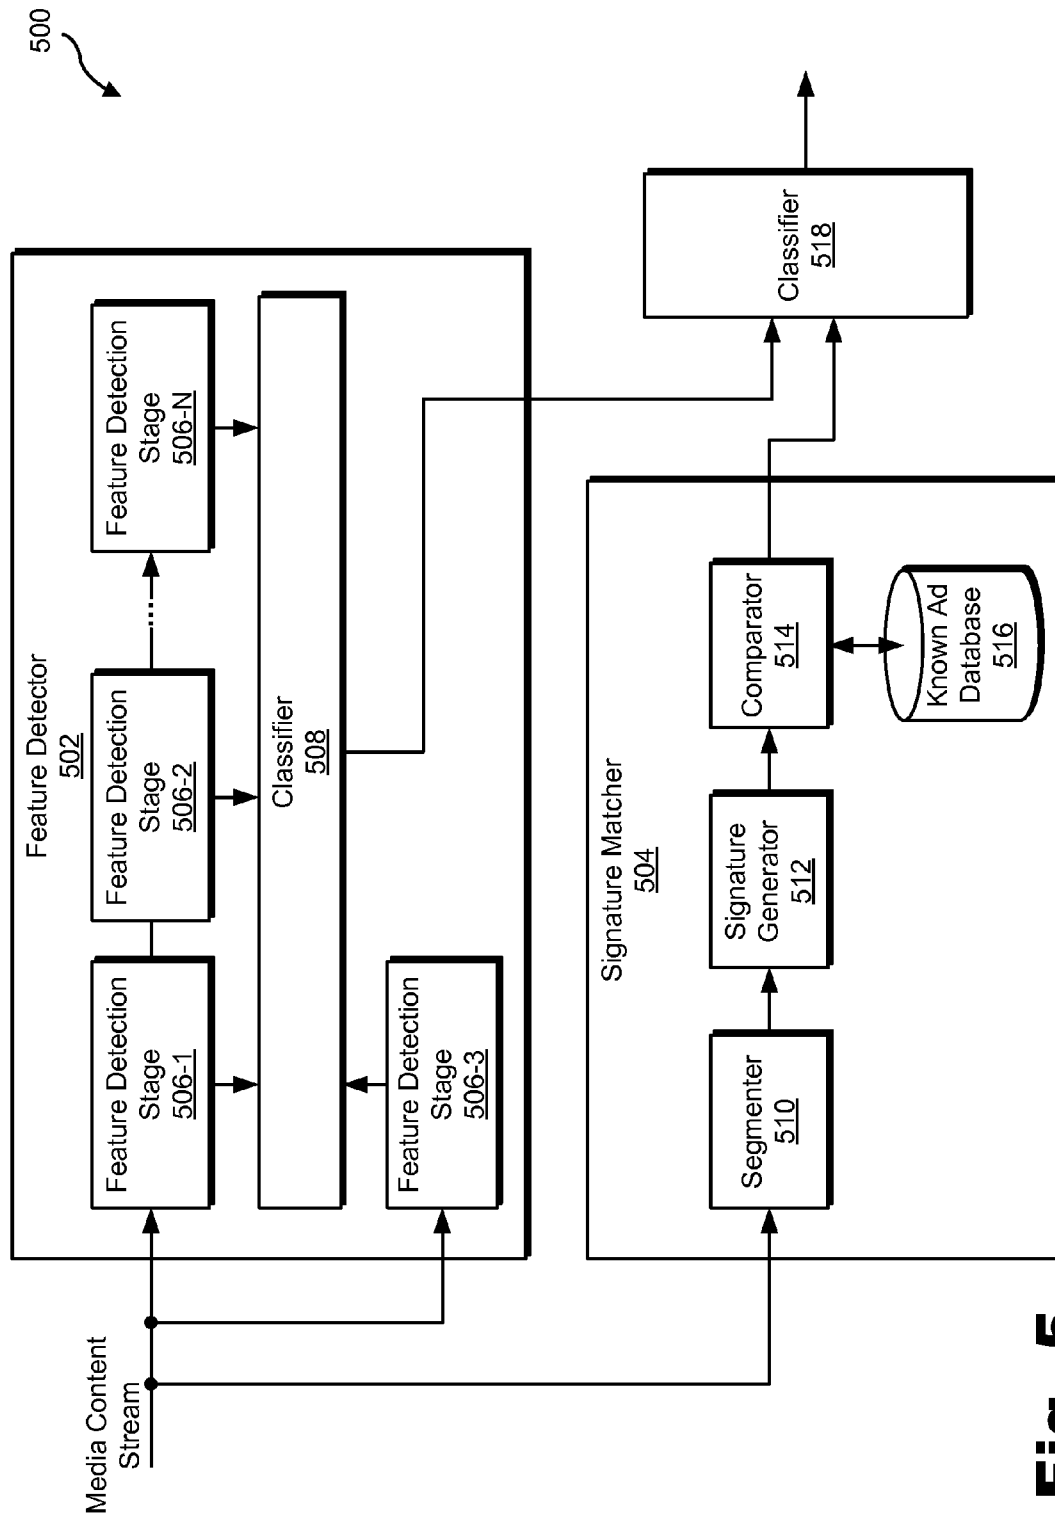 500
Feature Detector
502
Feature Detection
Stage
506-1
Feature Detection
Stage
506-2
Feature Detection
Stage
506-N
Classifier
508
Feature Detection
Stage
506-3
Media Content
Stream
Signature Matcher
504
Segmenter
510
Signature
Generator
512
Comparator
514
Known Ad
Database
516
Classifier
518
Fig. 5